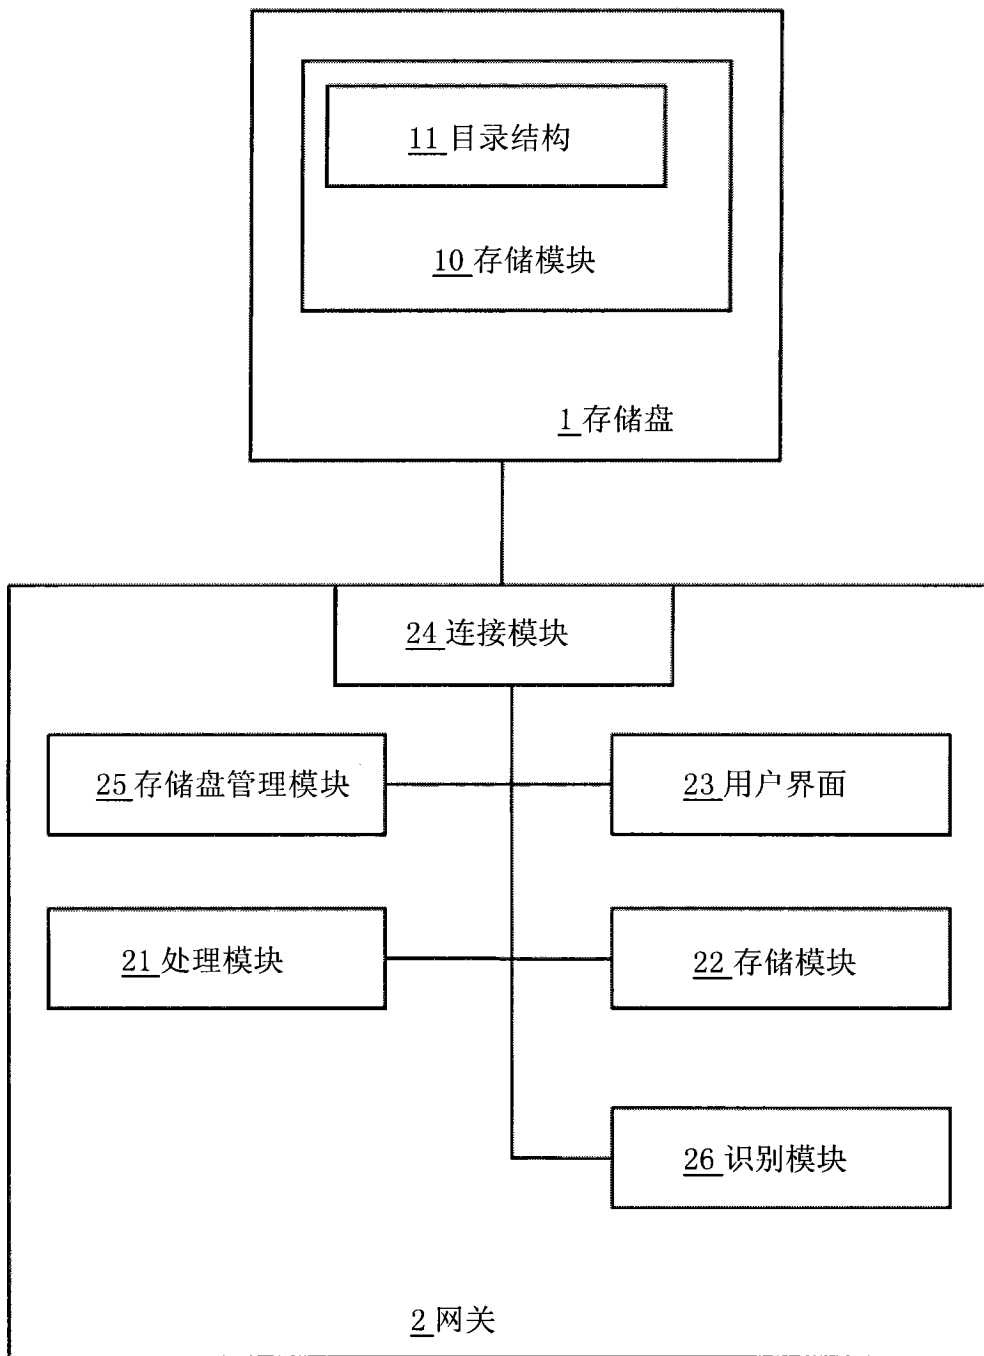 11 目录结构
10 存储模块
1 存储盘
24 连接模块
25 存储盘管理模块
23 用户界面
21 处理模块
22 存储模块
26 识别模块
2 网关